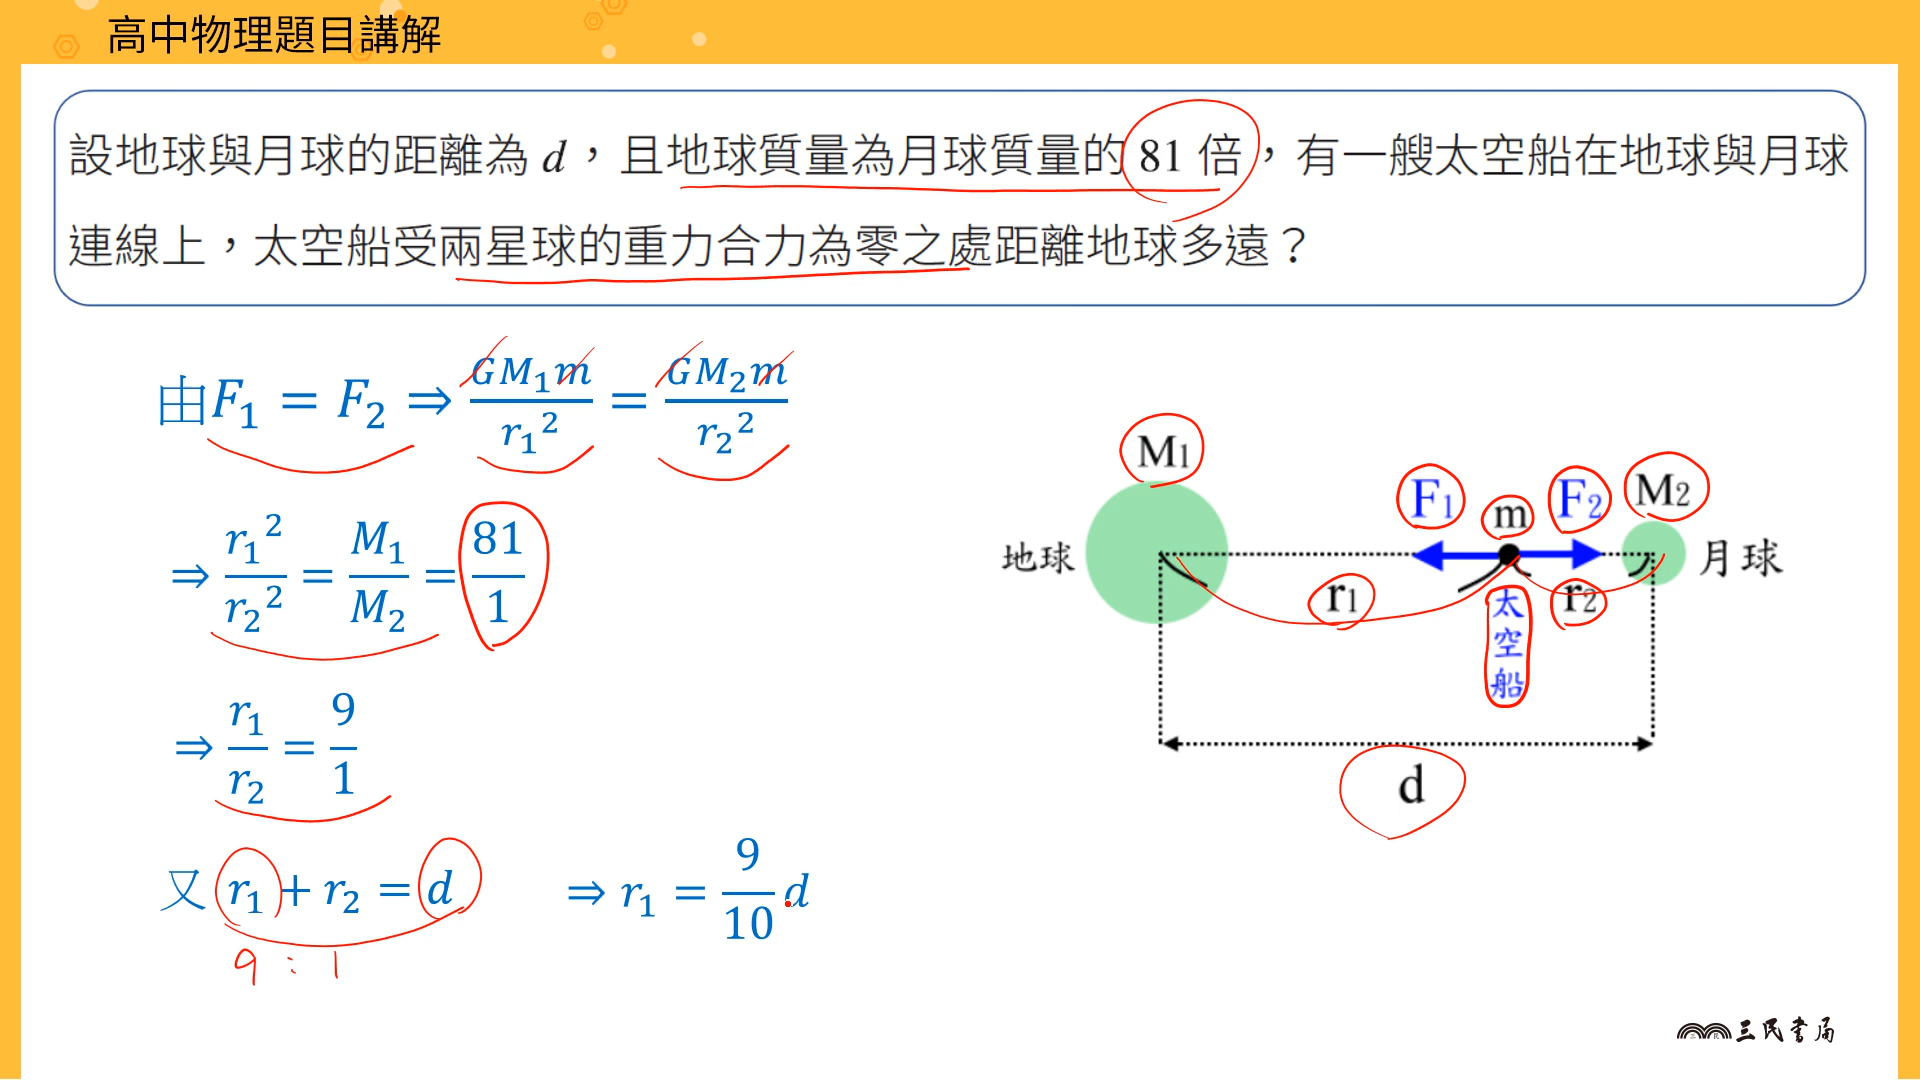 高中物理題目講解
設地球與月球的距離為 d，且地球質量為月球質量的 81 倍，有一艘太空船在地球與月球
連線上，太空船受兩星球的重力合力為零之處距離地球多遠？
由F₁ = F₂ ⇒ GM₁m/r₁² = GM₂m/r₂²
⇒ r₁²/r₂² = M₁/M₂ = 81/1
⇒ r₁/r₂ = 9/1
又 r₁ + r₂ = d ⇒ r₁ = 9/10 d
9 : 1
M₁
F₁
m
F₂
M₂
地球
月球
r₁
太空船
r₂
d
三民書局